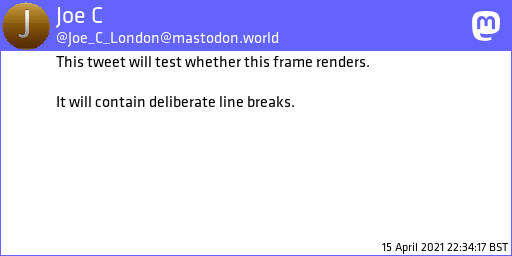 J
Joe C
@Joe_C_London@mastodon.world
m
This tweet will test whether this frame renders.
It will contain deliberate line breaks.
15 April 2021 22:34:17 BST